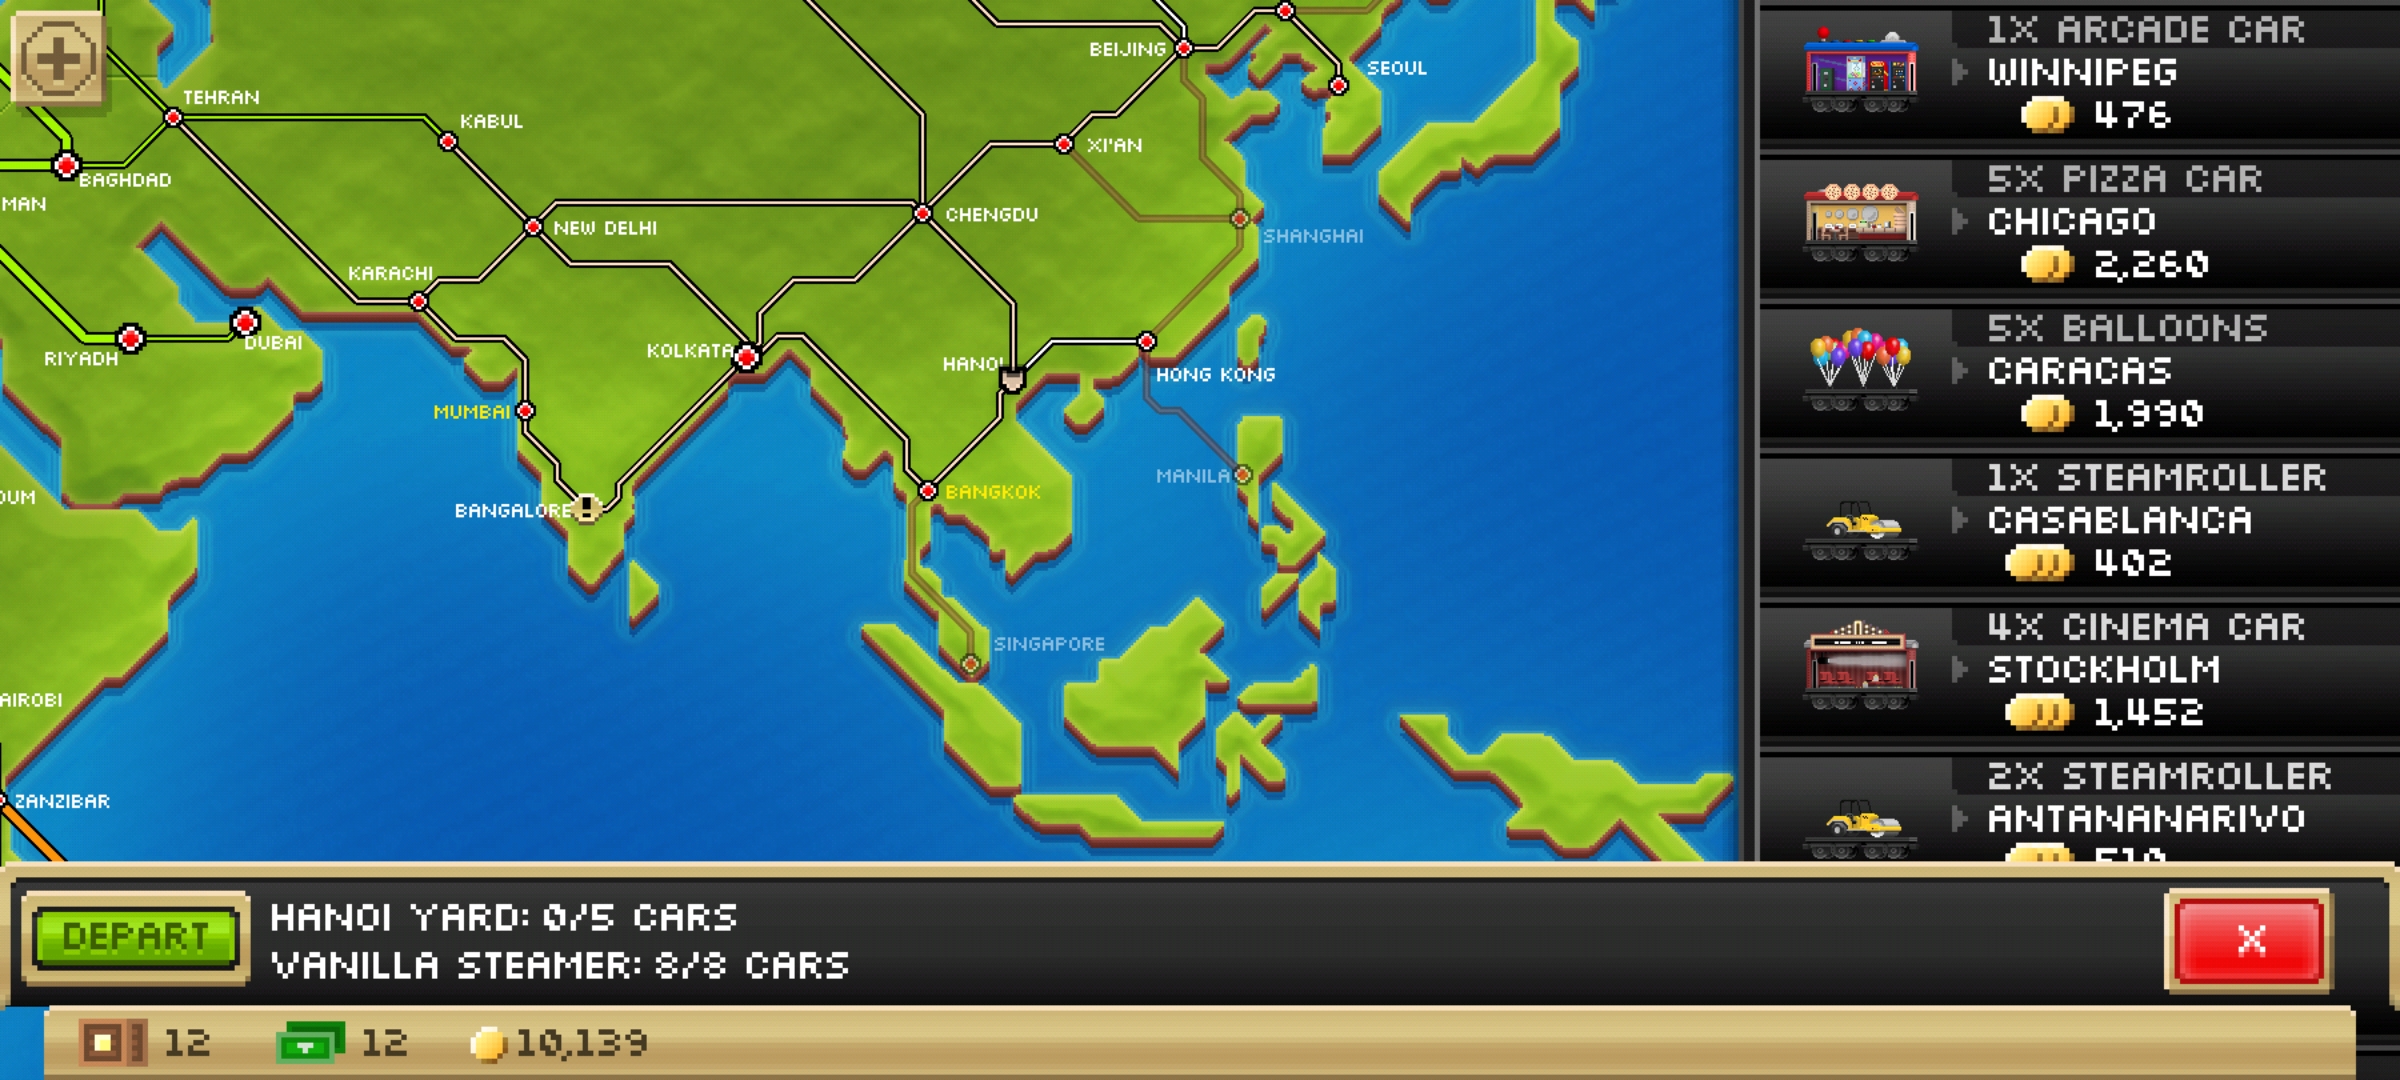 BEIJING
SEOUL
TEHRAN
KABUL
XI'AN
BAGHDAD
MAN
CHENGDU
NEW DELHI
SHANGHAI
KARACHI
DUBAI
RIYADH
KOLKATA
HANOI
HONG KONG
MUMBAI
MANILA
BANGKOK
OUM
BANGALORE
!
SINGAPORE
AIROBI
ZANZIBAR
1X ARCADE CAR
WINNIPEG
476
5X PIZZA CAR
CHICAGO
2,260
5X BALLOONS
CARACAS
1,990
1X STEAMROLLER
CASABLANCA
402
4X CINEMA CAR
STOCKHOLM
1,452
2X STEAMROLLER
ANTANANARIVO
510
DEPART
HANOI YARD: 0/5 CARS
VANILLA STEAMER: 8/8 CARS
X
12
12
10,139